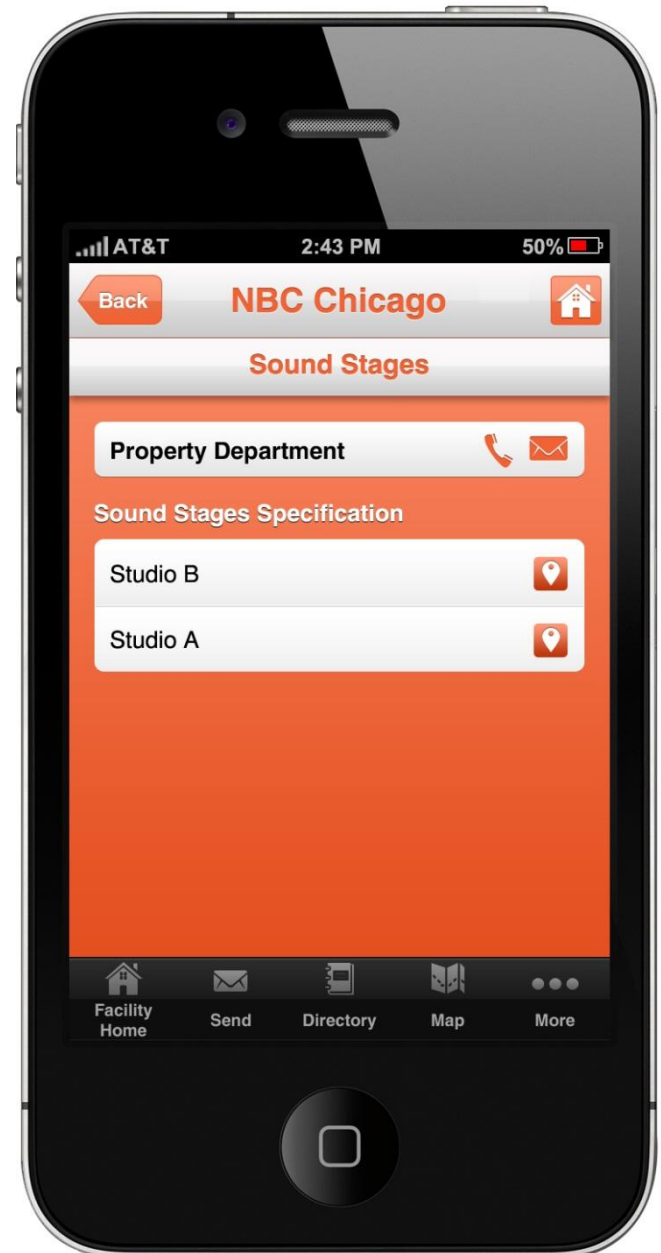 AT&T 2:43 PM 50%
Back NBC Chicago
Sound Stages
Property Department
Sound Stages Specification
Studio B
Studio A
Facility Home Send Directory Map More